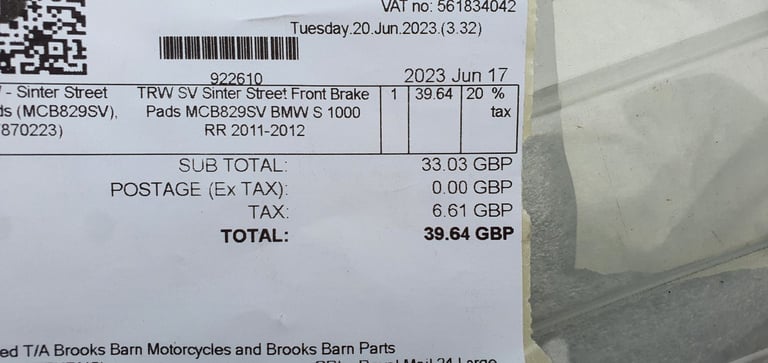 VAT no: 561834042
Tuesday.20.Jun.2023.(3.32)
922610
2023 Jun 17
- Sinter Street TRW SV Sinter Street Front Brake 1 39.64 20 %
(MCB829SV), Pads MCB829SV BMW S 1000 tax
870223) RR 2011-2012
SUB TOTAL: 33.03 GBP
POSTAGE (Ex TAX): 0.00 GBP
TAX: 6.61 GBP
TOTAL: 39.64 GBP
T/A Brooks Barn Motorcycles and Brooks Barn Parts